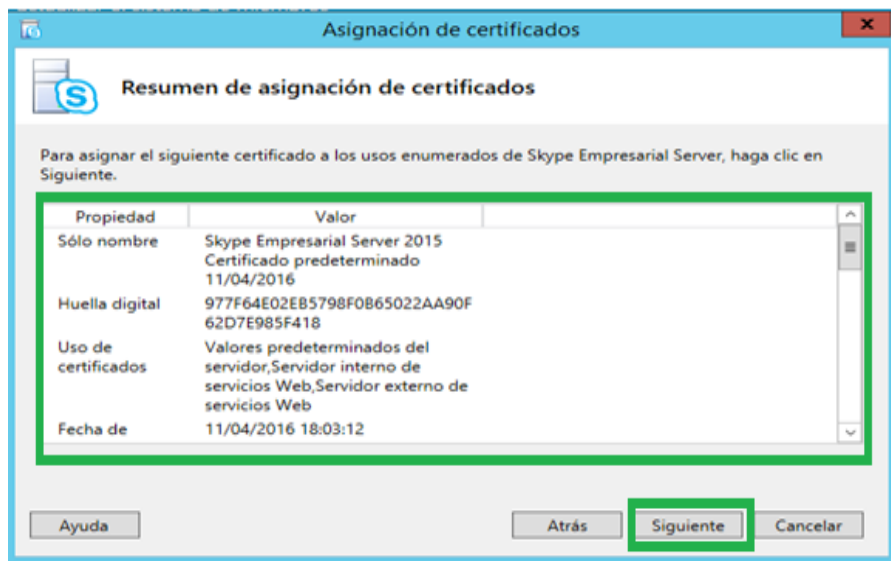 Asignación de certificados
Resumen de asignación de certificados
Para asignar el siguiente certificado a los usos enumerados de Skype Empresarial Server, haga clic en
Siguiente.
Propiedad Valor
Sólo nombre Skype Empresarial Server 2015
Certificado predeterminado
11/04/2016
Huella digital 977F64E02EB5798F0B65022AA90F
62D7E985F418
Uso de Valores predeterminados del
certificados servidor,Servidor interno de
servicios Web,Servidor externo de
servicios Web
Fecha de 11/04/2016 18:03:12
Ayuda Atrás Siguiente Cancelar